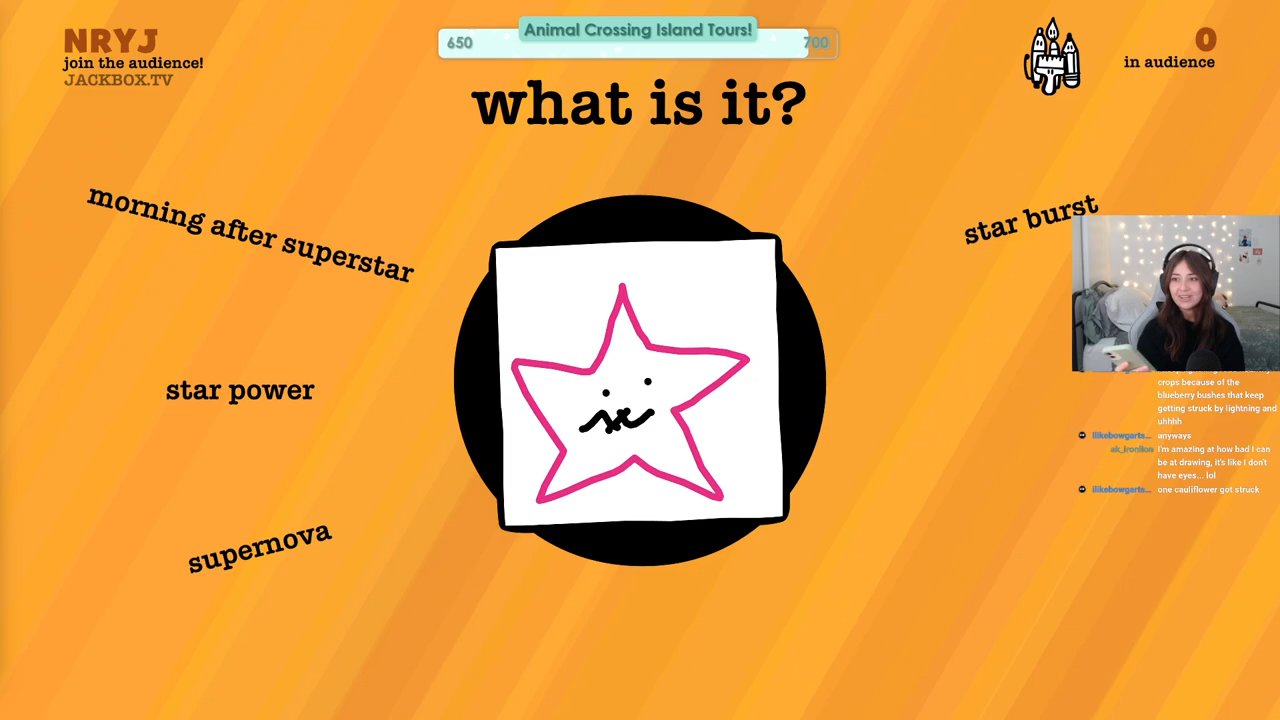 NRYJ
join the audience!
JACKBOX.TV
Animal Crossing Island Tours!
650
700
0
in audience
what is it?
morning after superstar
star burst
star power
supernova
crops because of the
blueberry bushes that keep
getting struck by lightning and
uhhhh
ilikebowgarts... anyways
ak_ironlion I'm amazing at how bad I can
be at drawing, it's like I don't
have eyes... lol
ilikebowgarts... one cauliflower got struck